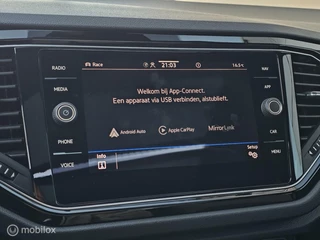 RADIO
MEDIA
PHONE
VOICE
Race
21:03
16.5°C
Welkom bij App-Connect.
Een apparaat via USB verbinden, alstublieft.
Android Auto
Apple CarPlay
MirrorLink
Info
Setup
NAV
APP
CAR
MENU
© mobilox